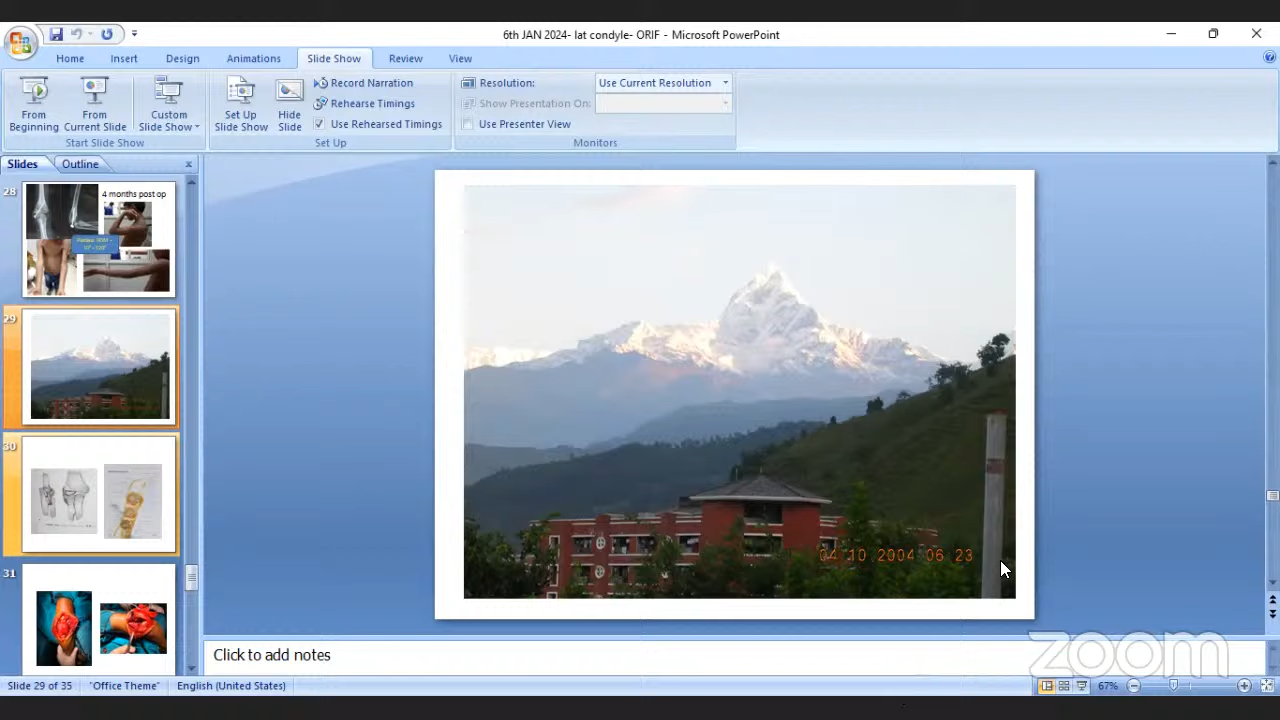 6th JAN 2024- lat condyle- ORIF - Microsoft PowerPoint
Home Insert Design Animations Slide Show Review View
From Beginning
From Current Slide
Custom Slide Show
Set Up Slide Show
Hide Slide
Record Narration
Rehearse Timings
Use Rehearsed Timings
Resolution: Use Current Resolution
Show Presentation On:
Use Presenter View
Start Slide Show
Set Up
Monitors
Slides Outline
28
4 months post op
29
30
31
04 10 2004 06 23
Click to add notes
zoom
Slide 29 of 35 "Office Theme" English (United States) 67%